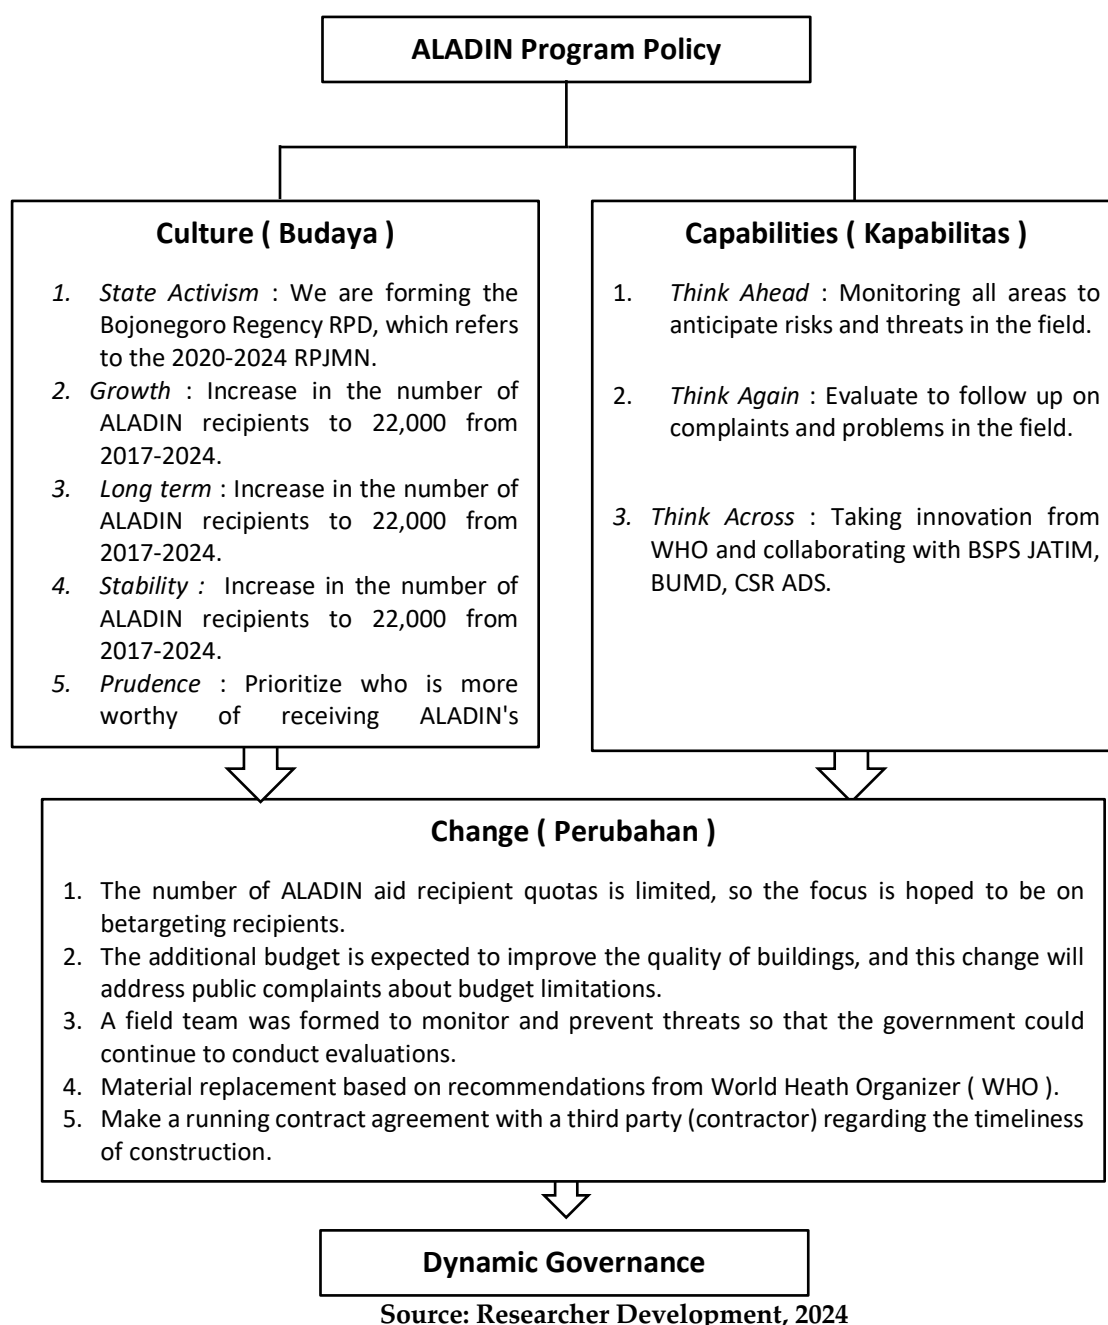 ALADIN Program Policy
Culture ( Budaya )
1. State Activism : We are forming the
Bojonegoro Regency RPD, which refers
to the 2020-2024 RPJMN.
2. Growth : Increase in the number of
ALADIN recipients to 22,000 from
2017-2024.
3. Long term : Increase in the number of
ALADIN recipients to 22,000 from
2017-2024.
4. Stability : Increase in the number of
ALADIN recipients to 22,000 from
2017-2024.
5. Prudence : Prioritize who is more
worthy of receiving ALADIN's
Capabilities ( Kapabilitas )
1. Think Ahead : Monitoring all areas to
anticipate risks and threats in the field.
2. Think Again : Evaluate to follow up on
complaints and problems in the field.
3. Think Across : Taking innovation from
WHO and collaborating with BSPS JATIM,
BUMD, CSR ADS.
Change ( Perubahan )
1. The number of ALADIN aid recipient quotas is limited, so the focus is hoped to be on
betargeting recipients.
2. The additional budget is expected to improve the quality of buildings, and this change will
address public complaints about budget limitations.
3. A field team was formed to monitor and prevent threats so that the government could
continue to conduct evaluations.
4. Material replacement based on recommendations from World Heath Organizer ( WHO ).
5. Make a running contract agreement with a third party (contractor) regarding the timeliness
of construction.
Dynamic Governance
Source: Researcher Development, 2024